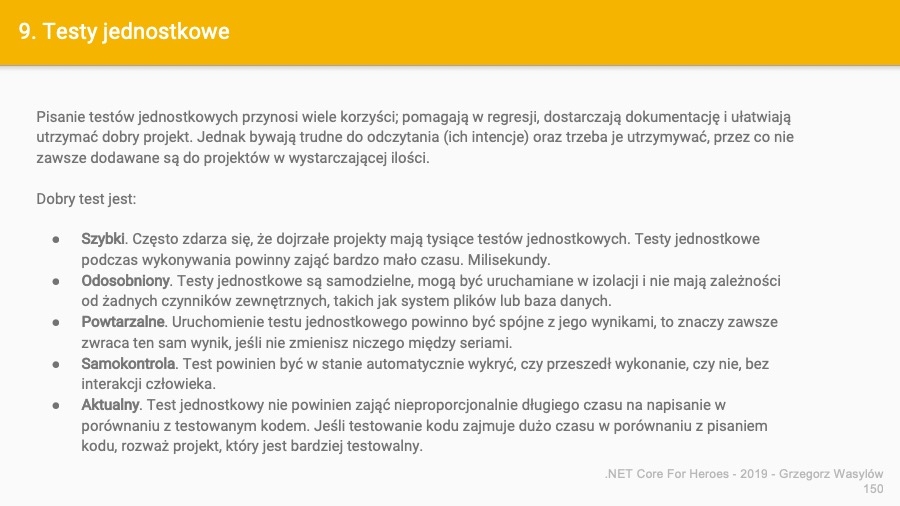 9. Testy jednostkowe
Pisanie testów jednostkowych przynosi wiele korzyści; pomagają w regresji, dostarczają dokumentację i ułatwiają
utrzymać dobry projekt. Jednak bywają trudne do odczytania (ich intencje) oraz trzeba je utrzymywać, przez co nie
zawsze dodawane są do projektów w wystarczającej ilości.
Dobry test jest:
● Szybki. Często zdarza się, że dojrzałe projekty mają tysiące testów jednostkowych. Testy jednostkowe
podczas wykonywania powinny zająć bardzo mało czasu. Milisekundy.
● Odosobniony. Testy jednostkowe są samodzielne, mogą być uruchamiane w izolacji i nie mają zależności
od żadnych czynników zewnętrznych, takich jak system plików lub baza danych.
● Powtarzalne. Uruchomienie testu jednostkowego powinno być spójne z jego wynikami, to znaczy zawsze
zwraca ten sam wynik, jeśli nie zmienisz niczego między seriami.
● Samokontrola. Test powinien być w stanie automatycznie wykryć, czy przeszedł wykonanie, czy nie, bez
interakcji człowieka.
● Aktualny. Test jednostkowy nie powinien zająć nieproporcjonalnie długiego czasu na napisanie w
porównaniu z testowanym kodem. Jeśli testowanie kodu zajmuje dużo czasu w porównaniu z pisaniem
kodu, rozważ projekt, który jest bardziej testowalny.
.NET Core For Heroes - 2019 - Grzegorz Wasylów
150